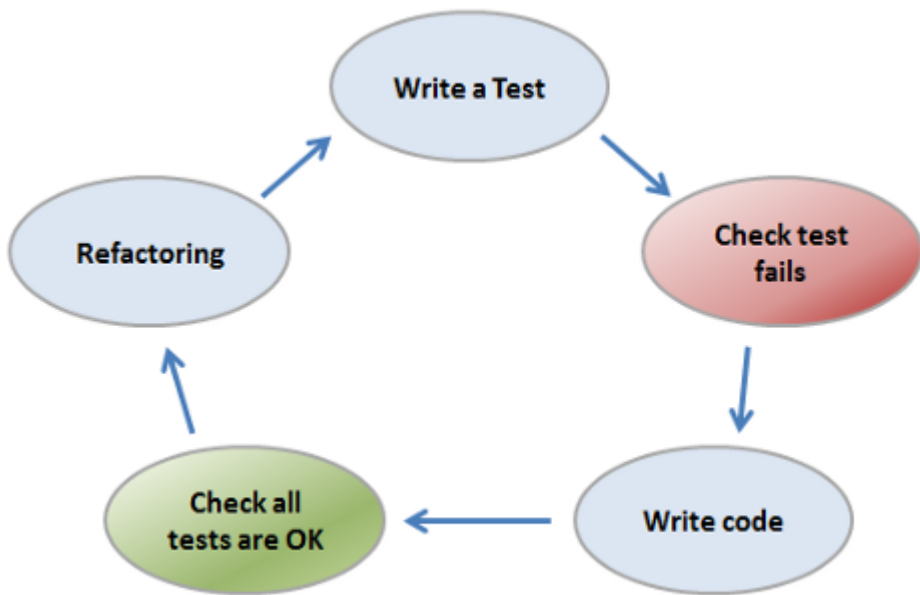 Write a Test
Check test
fails
Write code
Check all
tests are OK
Refactoring